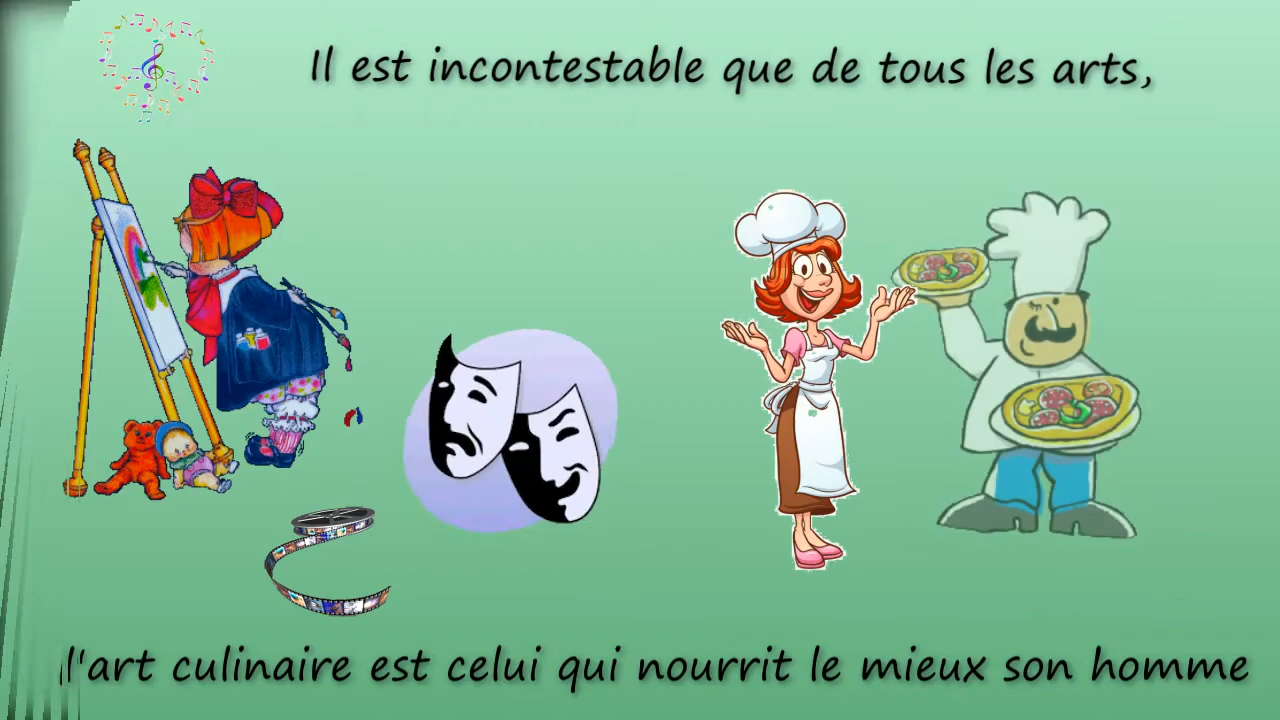 Il est incontestable que de tous les arts,
l'art culinaire est celui qui nourrit le mieux son homme